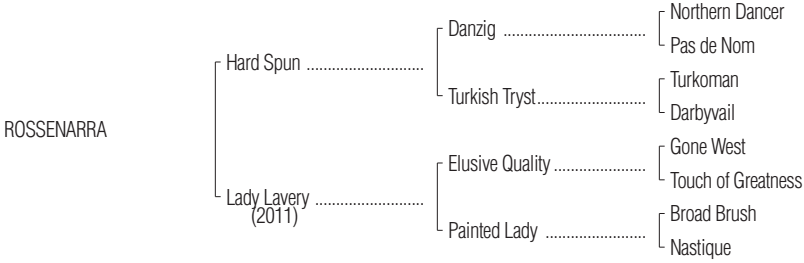 Northern Dancer
Danzig ..................................
Pas de Nom
Hard Spun ............................
Turkoman
Turkish Tryst..........................
Darbyvail
ROSSENARRA
Gone West
Elusive Quality ......................
Touch of Greatness
Lady Lavery ..........................
(2011)
Broad Brush
Painted Lady ........................
Nastique